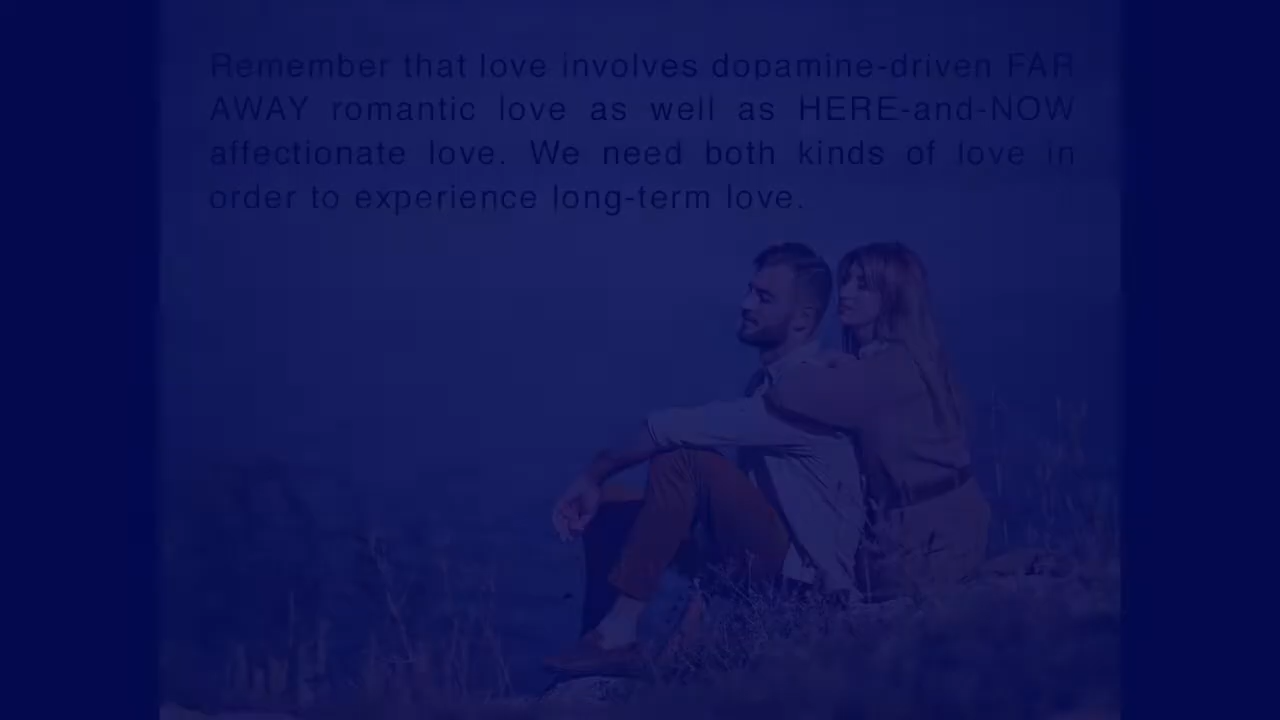 Remember that love involves dopamine-driven FAR
AWAY romantic love as well as HERE-and-NOW
affectionate love. We need both kinds of love in
order to experience long-term love.